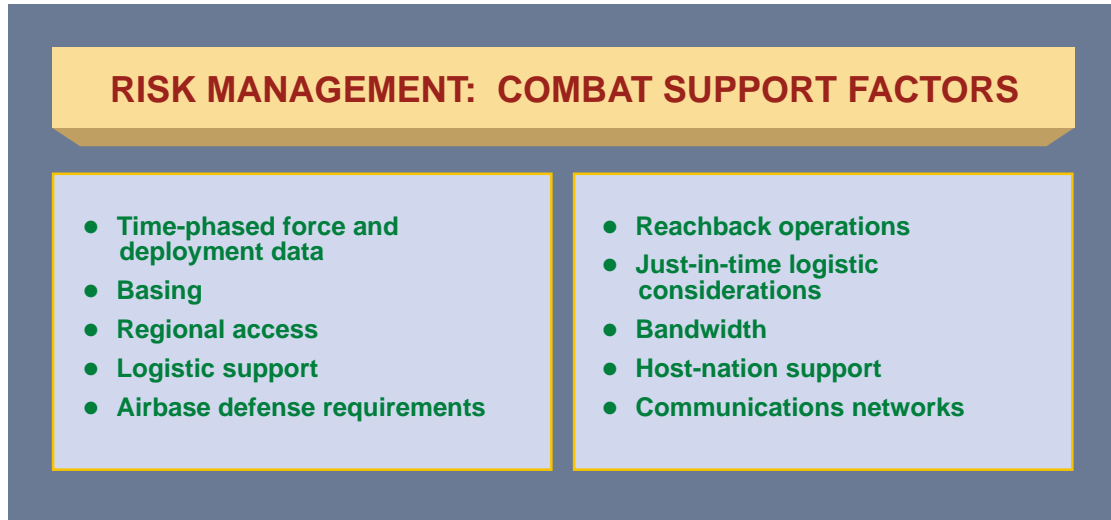 RISK MANAGEMENT: COMBAT SUPPORT FACTORS
● Time-phased force and
deployment data
● Basing
● Regional access
● Logistic support
● Airbase defense requirements
● Reachback operations
● Just-in-time logistic
considerations
● Bandwidth
● Host-nation support
● Communications networks